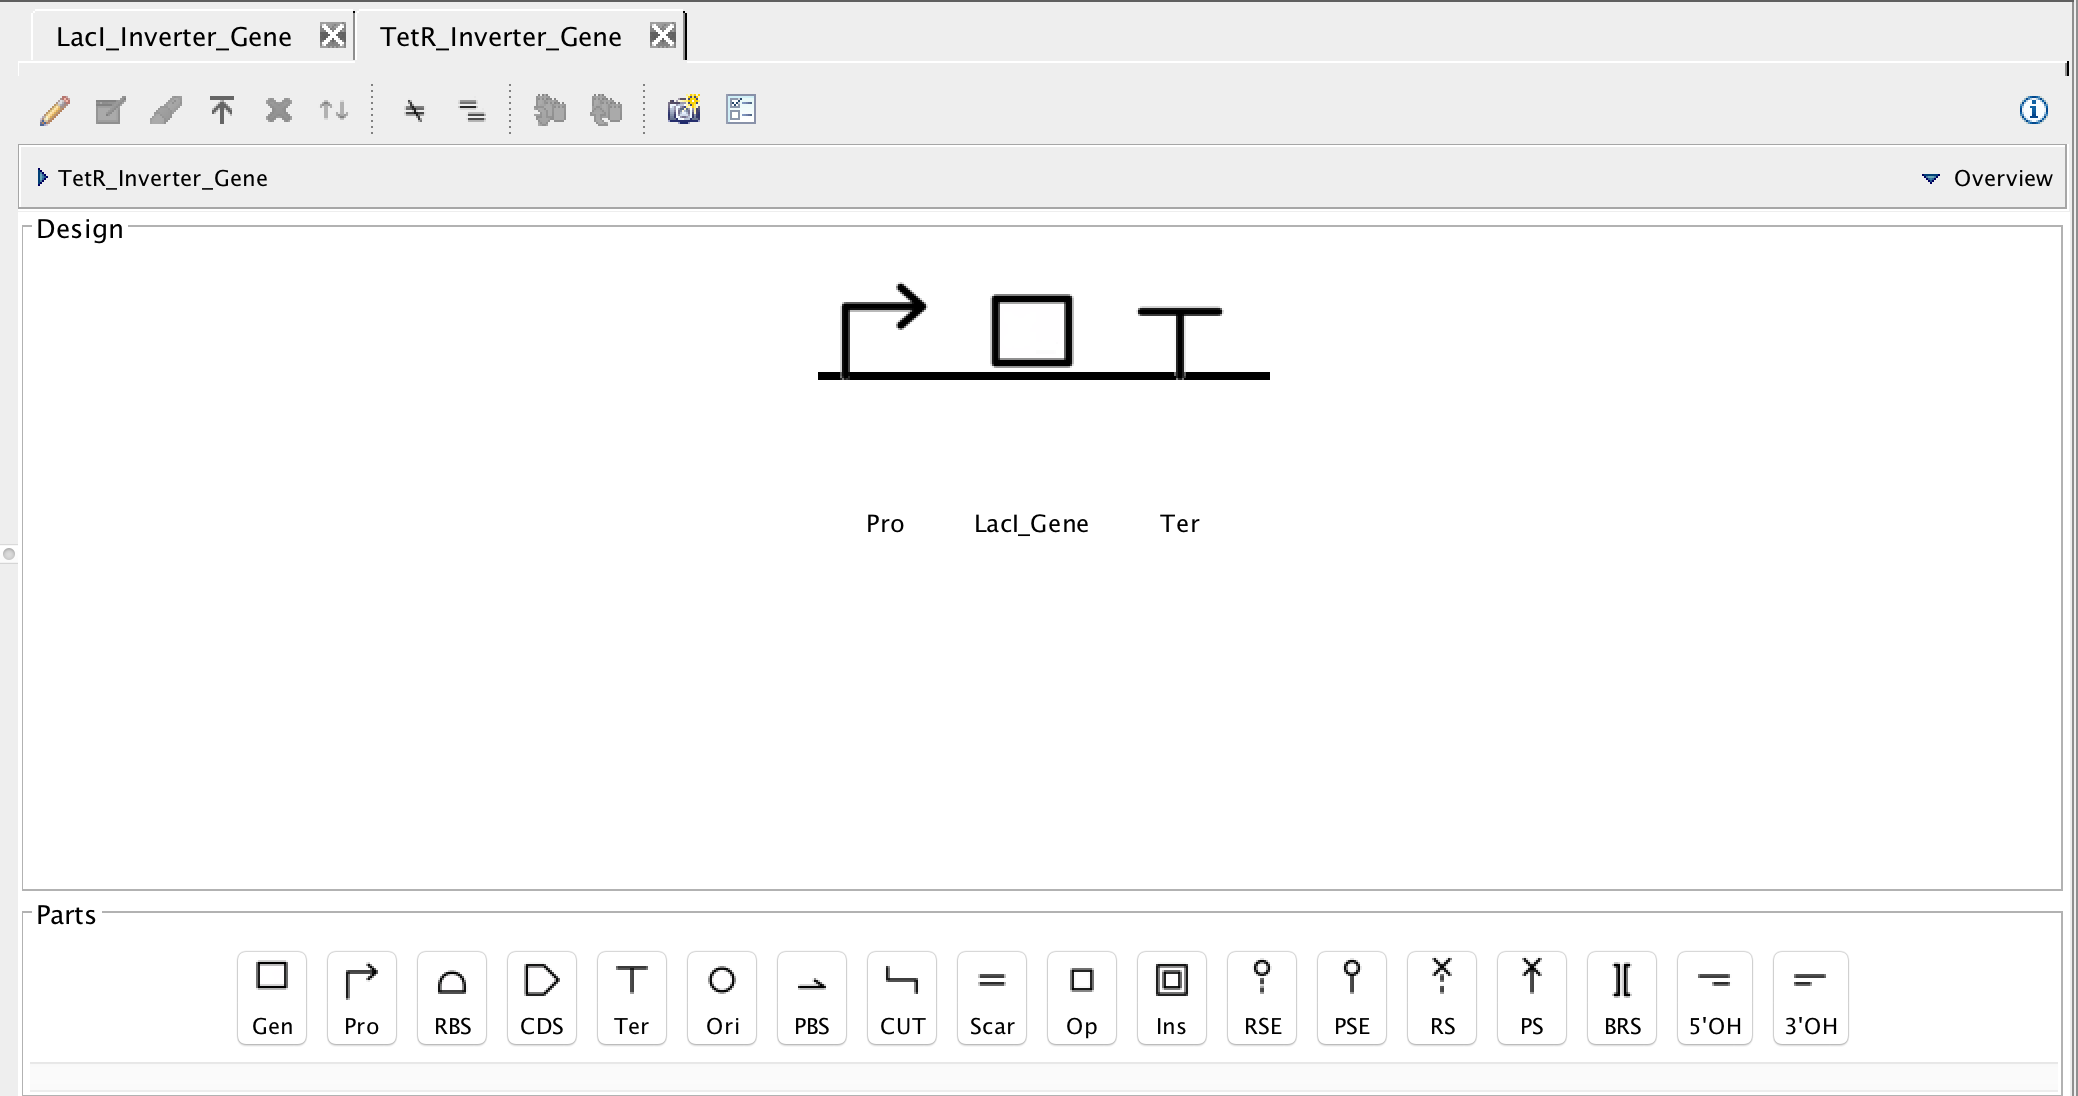 LacI_Inverter_Gene TetR_Inverter_Gene
TetR_Inverter_Gene Overview
Design
Pro LacI_Gene Ter
Parts
Gen Pro RBS CDS Ter Ori PBS CUT Scar Op Ins RSE PSE RS PS BRS 5'OH 3'OH